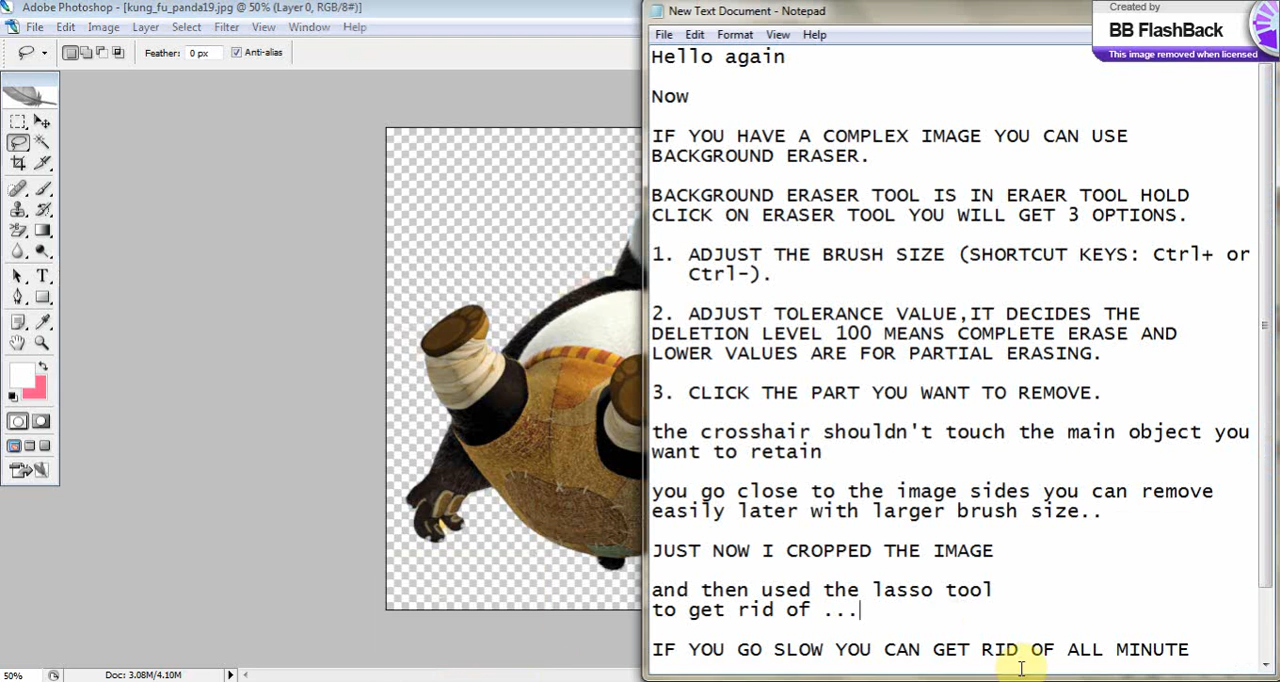 Adobe Photoshop - [kung_fu_panda19.jpg @ 50% (Layer 0, RGB/8#)]
File Edit Image Layer Select Filter View Window Help
Feather: 0 px Anti-alias
50% Doc: 3.08M/4.10M
New Text Document - Notepad
File Edit Format View Help
Created by
BB FlashBack
This image removed when licensed
Hello again
Now
IF YOU HAVE A COMPLEX IMAGE YOU CAN USE
BACKGROUND ERASER.
BACKGROUND ERASER TOOL IS IN ERAER TOOL HOLD
CLICK ON ERASER TOOL YOU WILL GET 3 OPTIONS.
1. ADJUST THE BRUSH SIZE (SHORTCUT KEYS: Ctrl+ or
Ctrl-).
2. ADJUST TOLERANCE VALUE,IT DECIDES THE
DELETION LEVEL 100 MEANS COMPLETE ERASE AND
LOWER VALUES ARE FOR PARTIAL ERASING.
3. CLICK THE PART YOU WANT TO REMOVE.
the crosshair shouldn't touch the main object you
want to retain
you go close to the image sides you can remove
easily later with larger brush size..
JUST NOW I CROPPED THE IMAGE
and then used the lasso tool
to get rid of ...
IF YOU GO SLOW YOU CAN GET RID OF ALL MINUTE